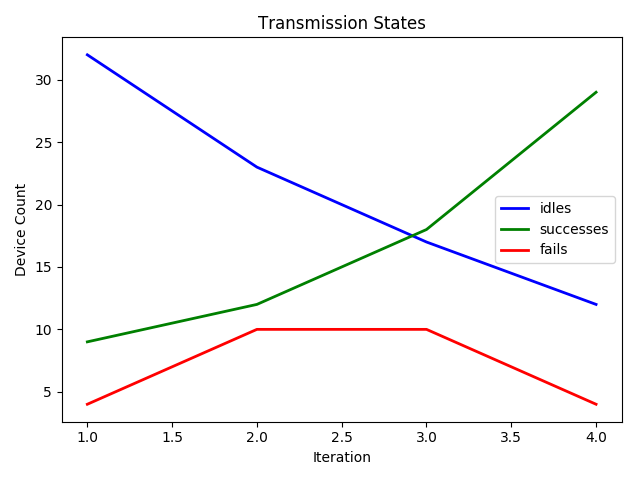 Transmission States
Device Count
30
25
20
15
10
5
idles
successes
fails
1.0 1.5 2.0 2.5 3.0 3.5 4.0
Iteration